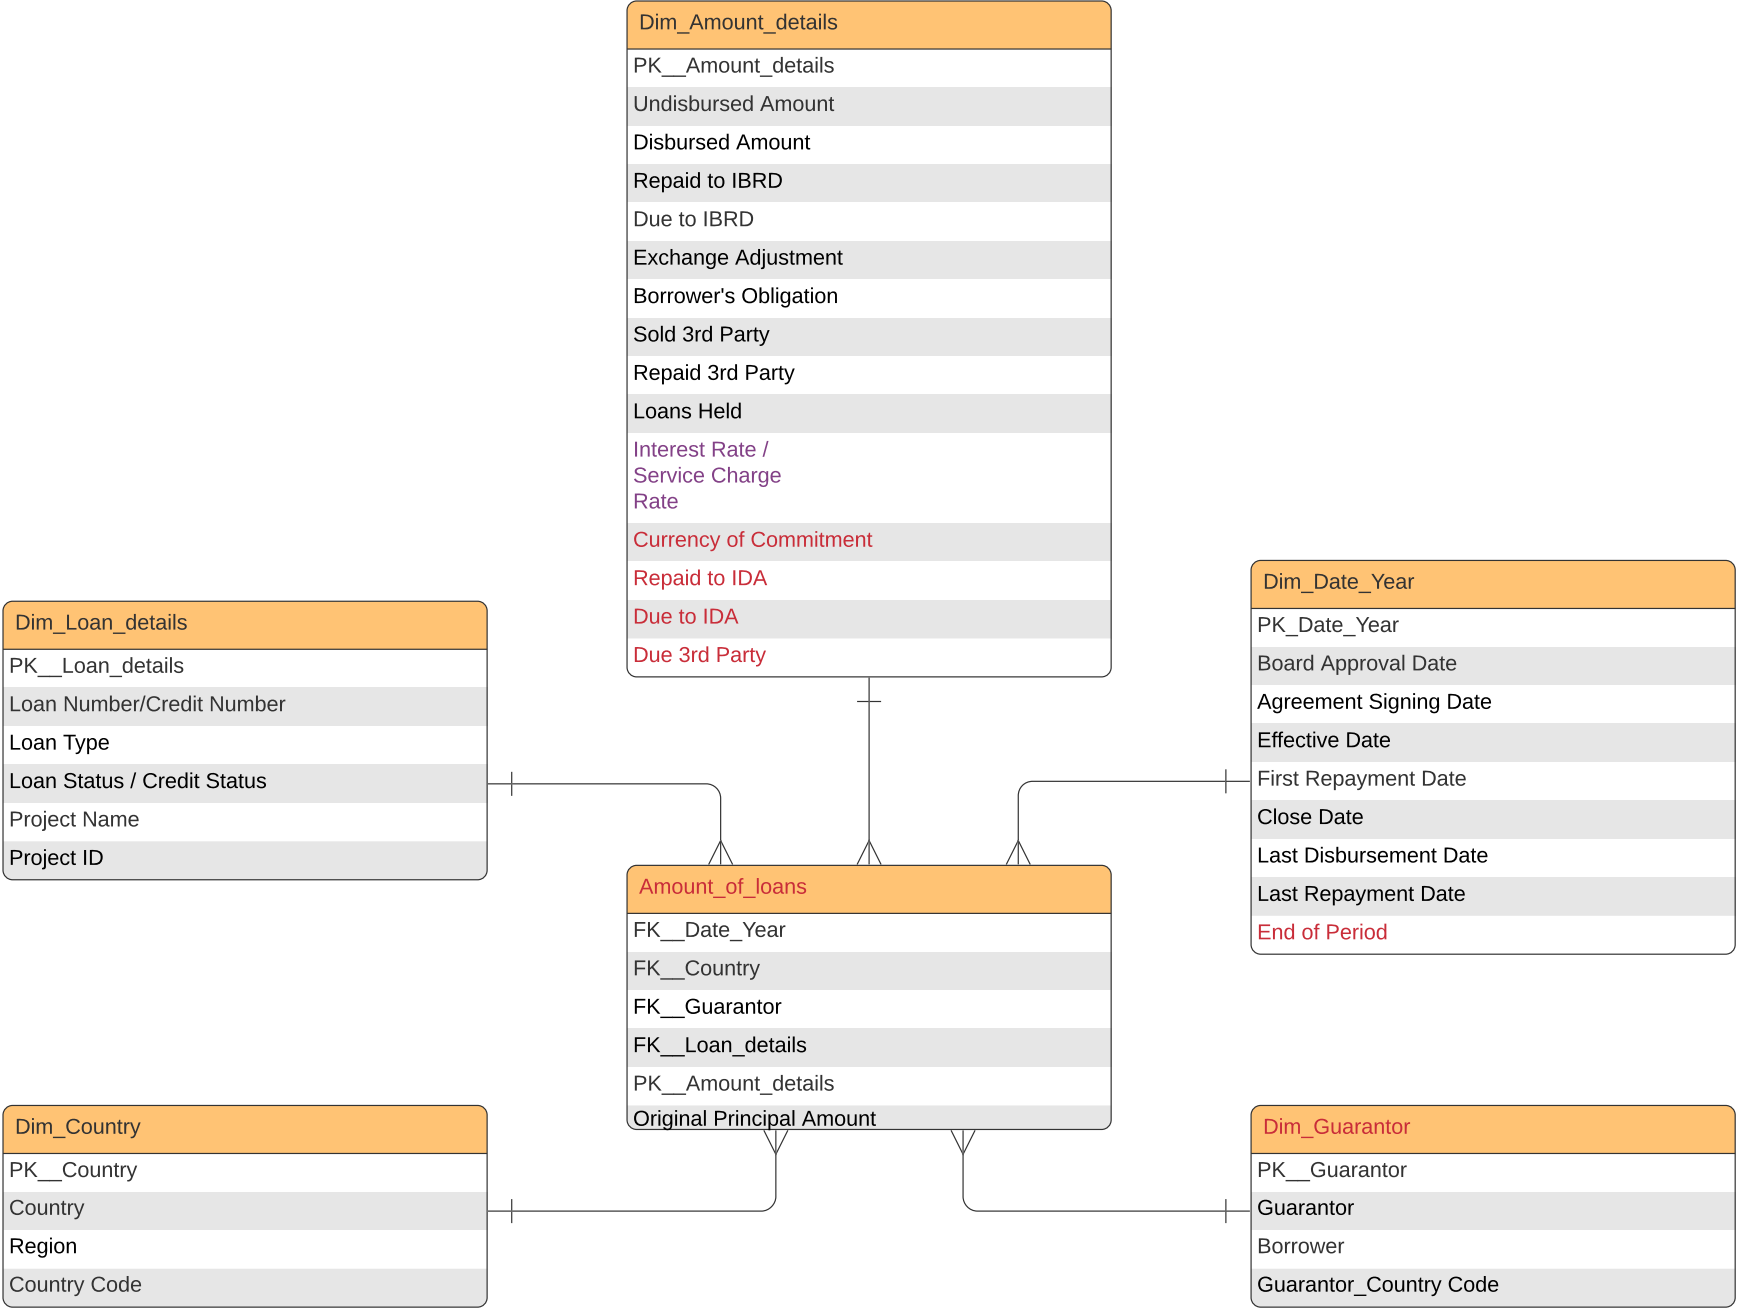 Dim_Amount_details
PK__Amount_details
Undisbursed Amount
Disbursed Amount
Repaid to IBRD
Due to IBRD
Exchange Adjustment
Borrower's Obligation
Sold 3rd Party
Repaid 3rd Party
Loans Held
Interest Rate /
Service Charge
Rate
Currency of Commitment
Repaid to IDA
Due to IDA
Due 3rd Party
Dim_Loan_details
PK__Loan_details
Loan Number/Credit Number
Loan Type
Loan Status / Credit Status
Project Name
Project ID
Dim_Date_Year
PK_Date_Year
Board Approval Date
Agreement Signing Date
Effective Date
First Repayment Date
Close Date
Last Disbursement Date
Last Repayment Date
End of Period
Amount_of_loans
FK__Date_Year
FK__Country
FK__Guarantor
FK__Loan_details
PK__Amount_details
Original Principal Amount
Dim_Country
PK__Country
Country
Region
Country Code
Dim_Guarantor
PK__Guarantor
Guarantor
Borrower
Guarantor_Country Code